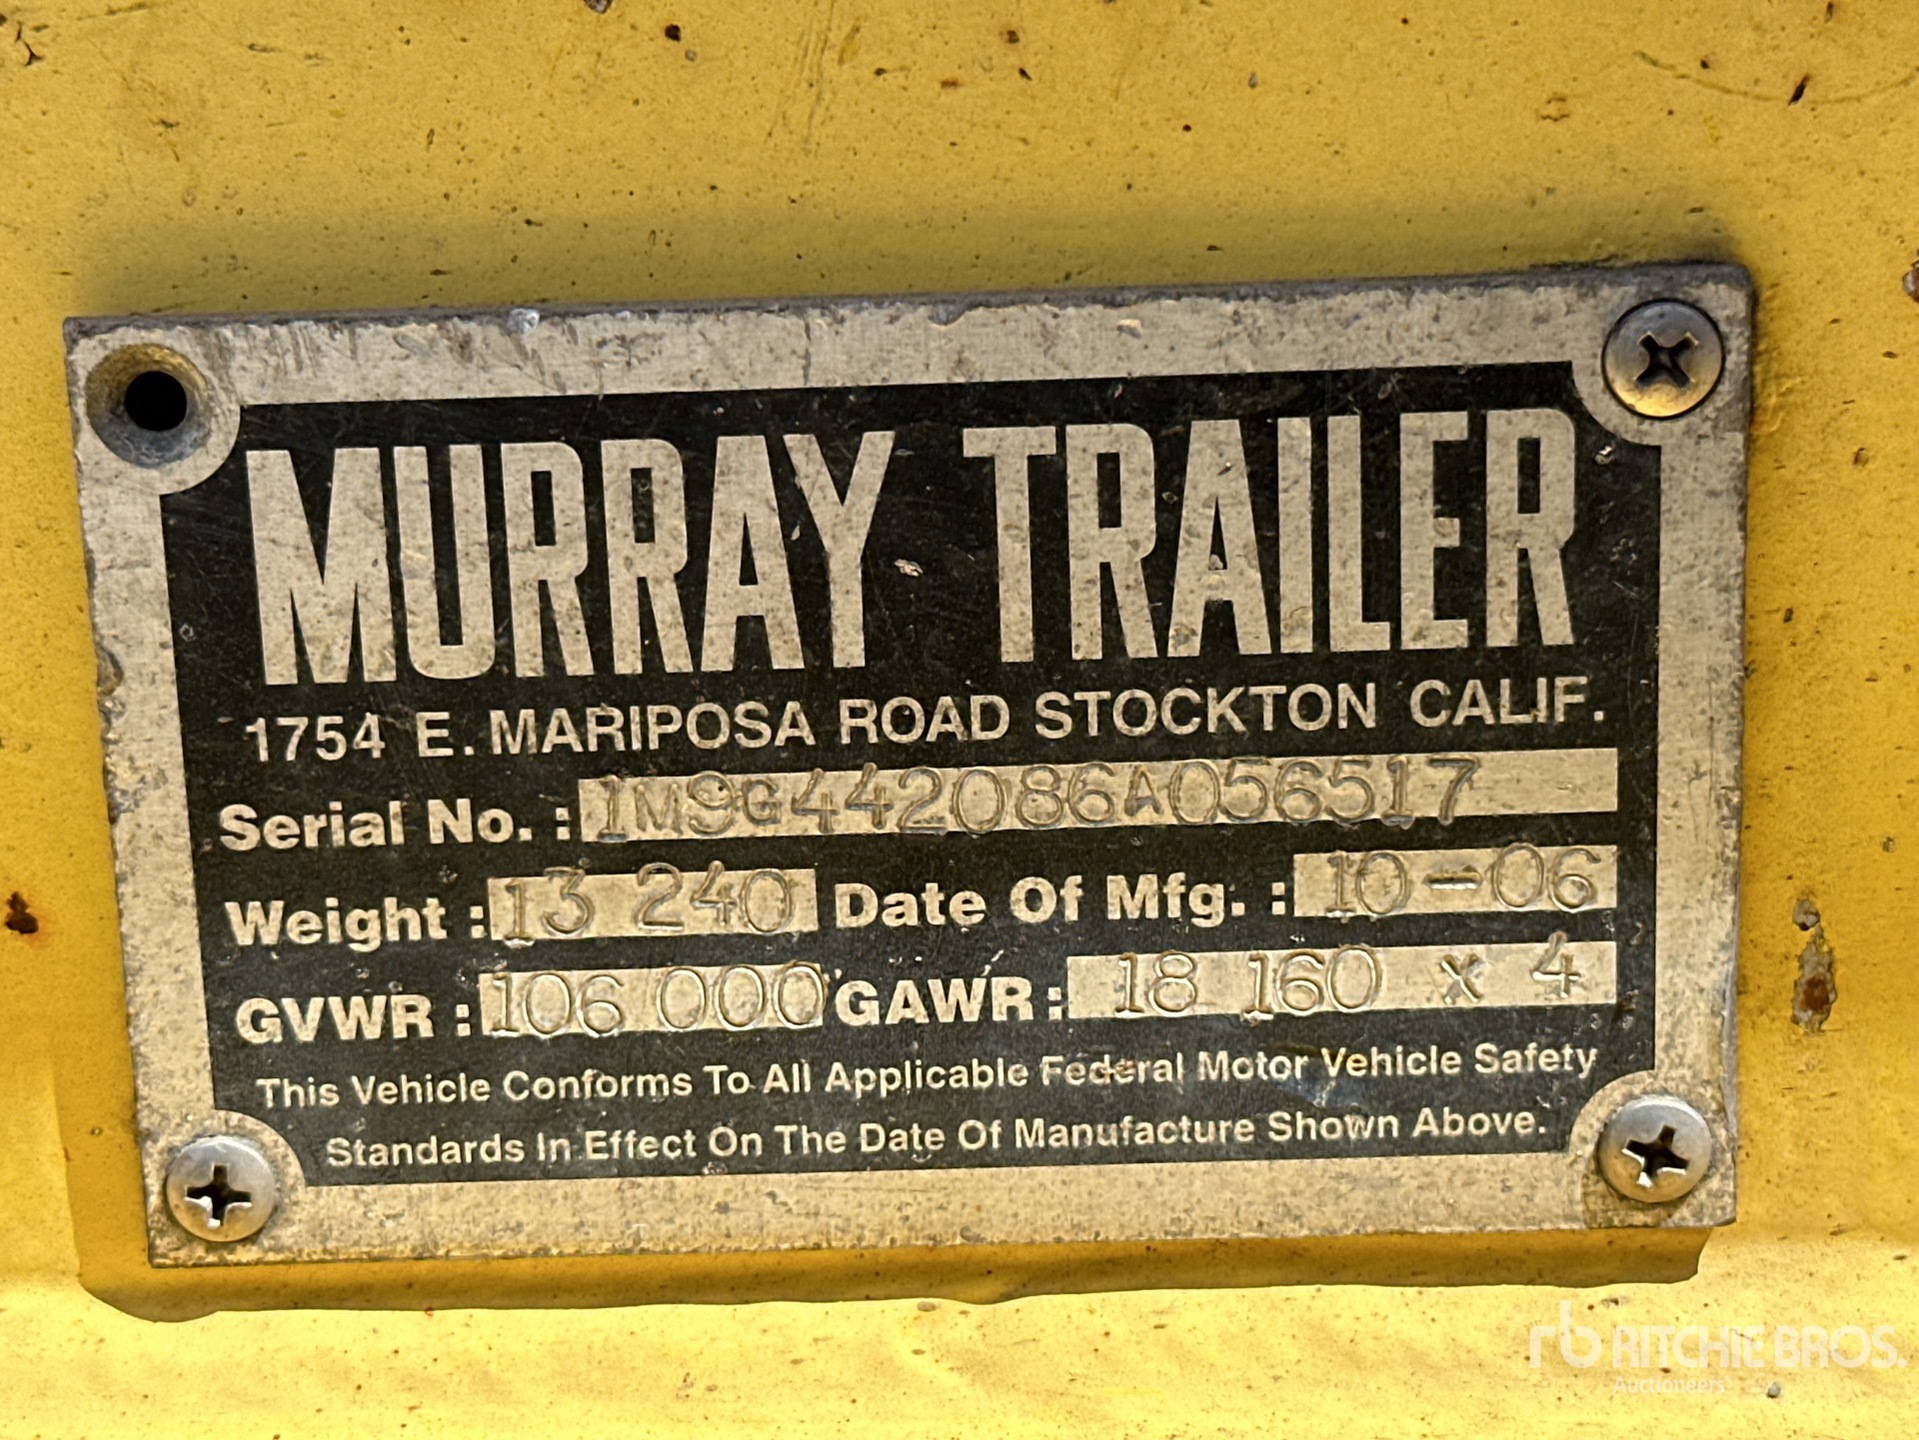 MURRAY TRAILER
1754 E. MARIPOSA ROAD STOCKTON CALIF.
Serial No. : 1M9G442086A056517
Weight : 13 240 Date Of Mfg. : 10-06
GVWR : 106 000 GAWR : 18 160 x 4
This Vehicle Conforms To All Applicable Federal Motor Vehicle Safety
Standards In Effect On The Date Of Manufacture Shown Above.
rb RITCHIE BROS.
Auctioneers